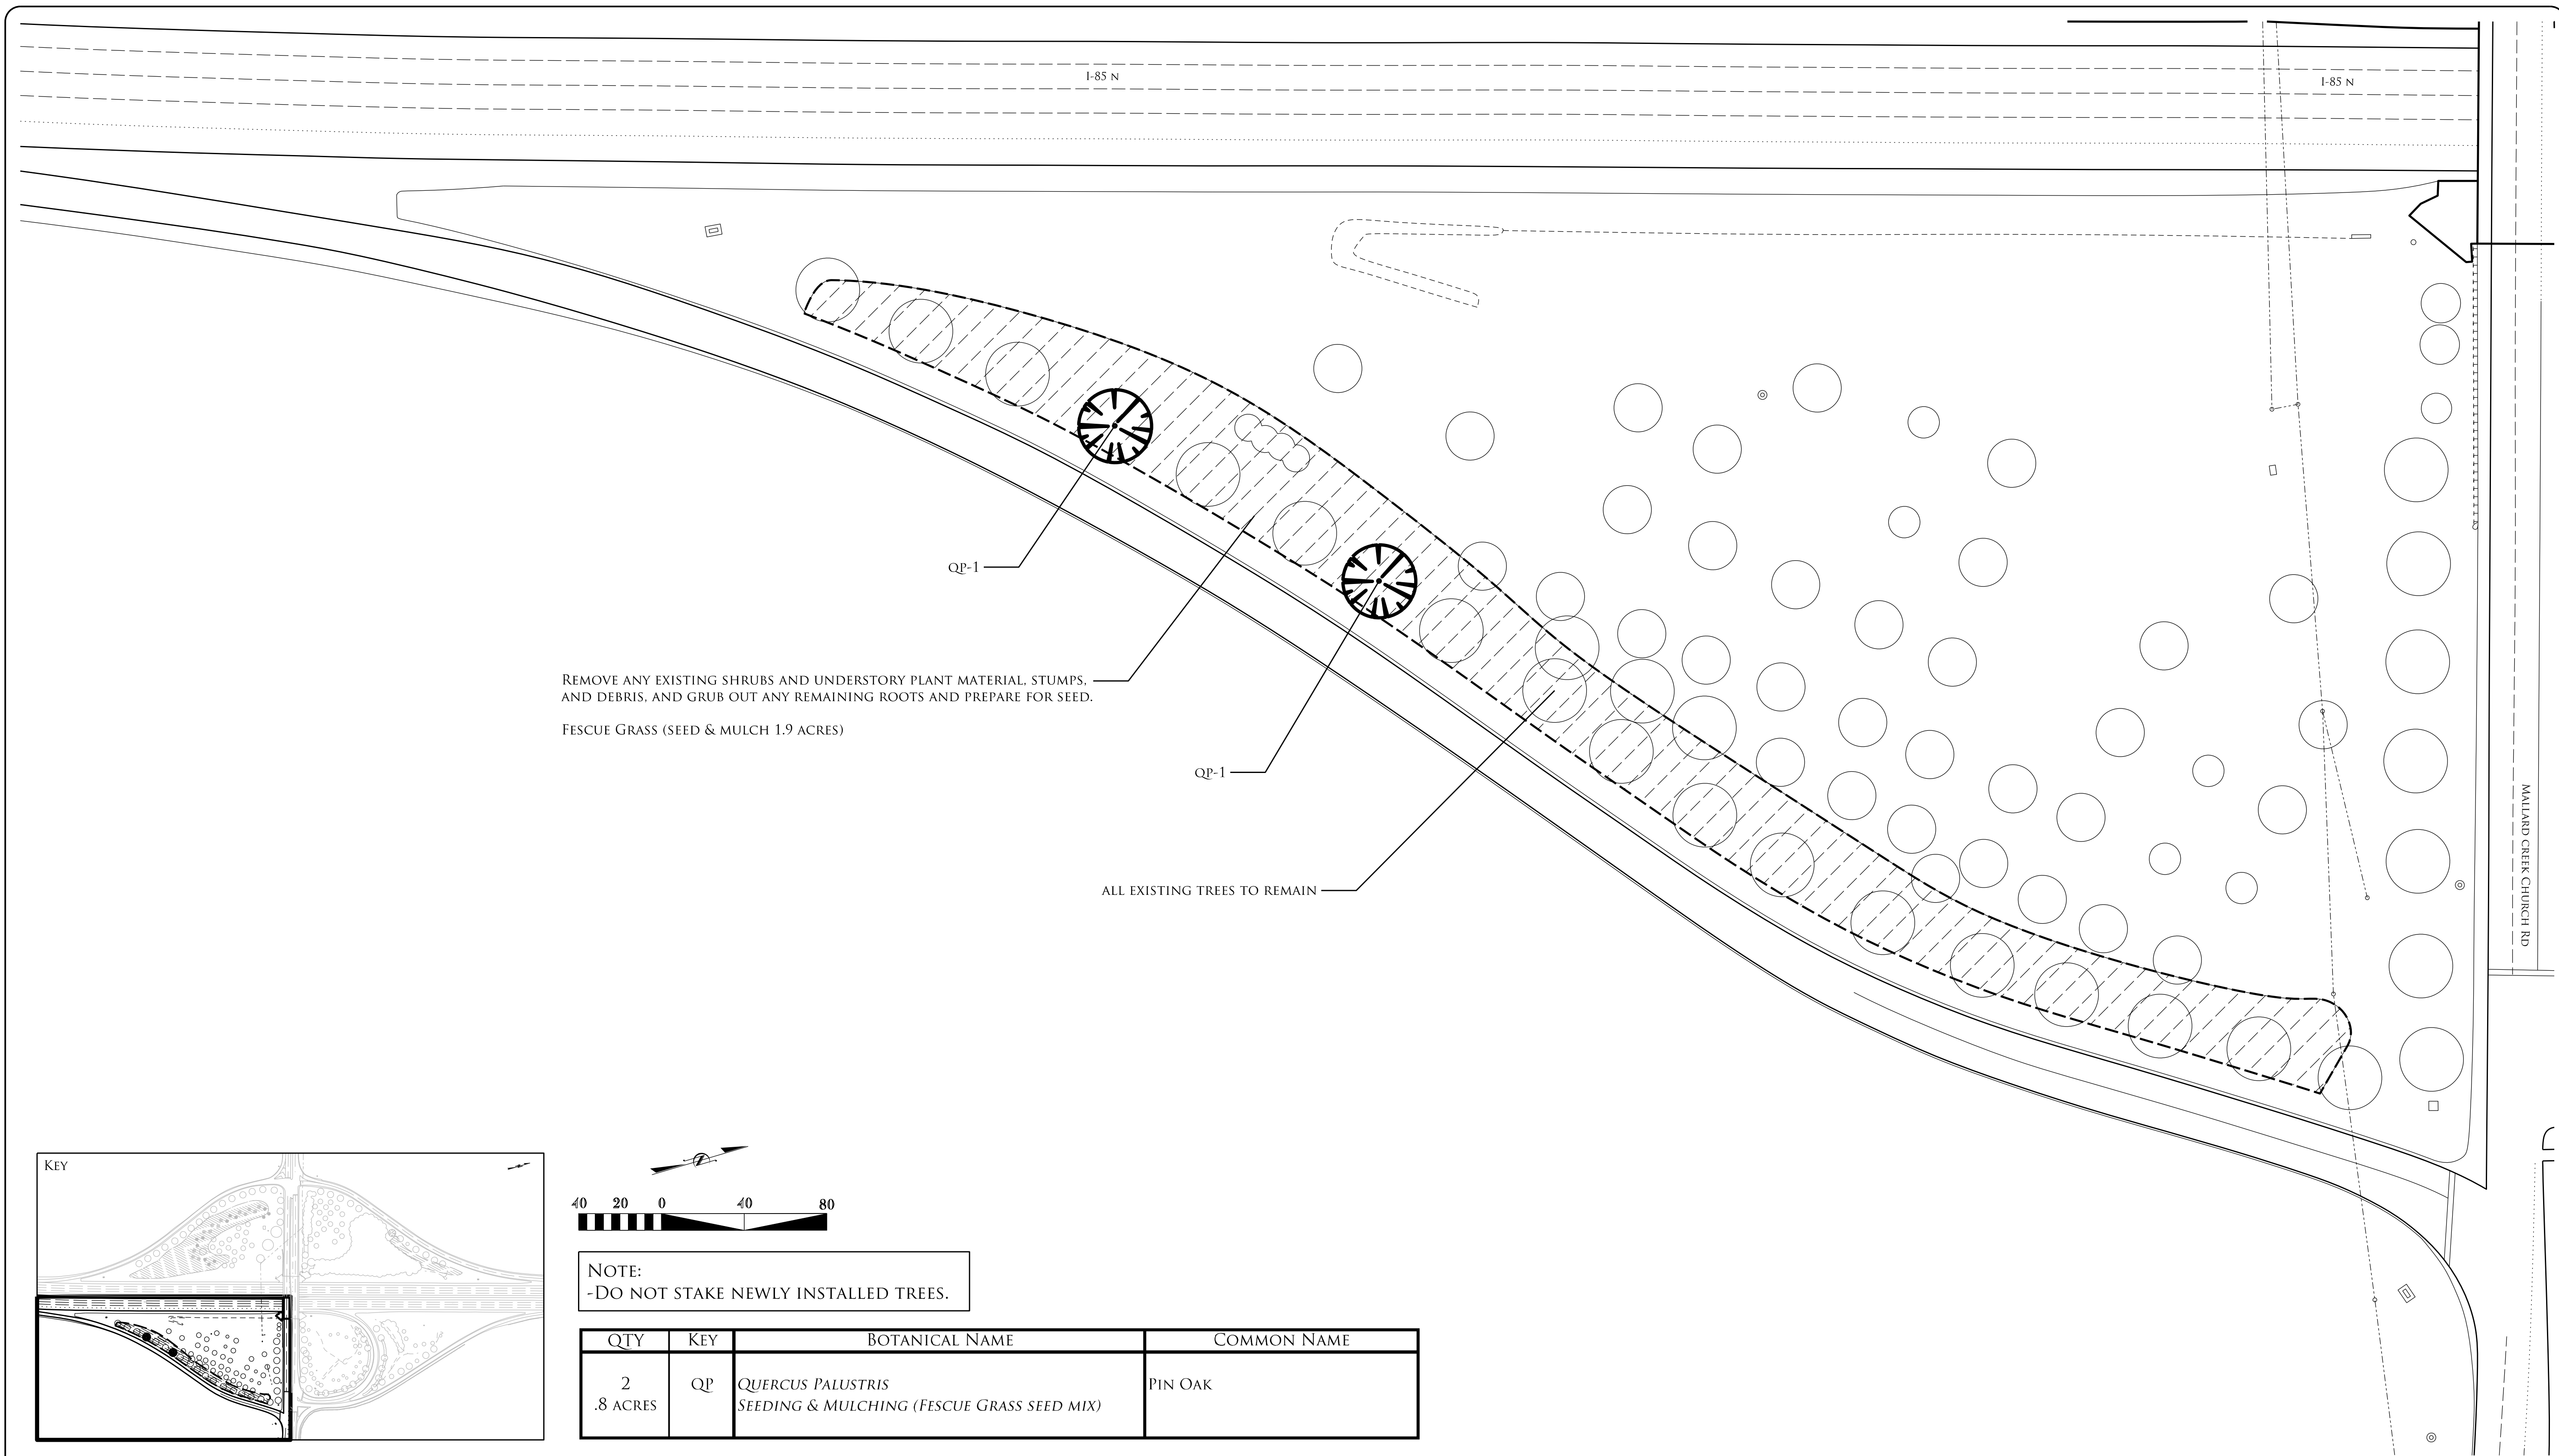 I-85 N
I-85 N
QP-1
REMOVE ANY EXISTING SHRUBS AND UNDERSTORY PLANT MATERIAL, STUMPS,
AND DEBRIS, AND GRUB OUT ANY REMAINING ROOTS AND PREPARE FOR SEED.
FESCUE GRASS (SEED & MULCH 1.9 ACRES)
QP-1
ALL EXISTING TREES TO REMAIN
MALLARD CREEK CHURCH RD
KEY
40 20 0 40 80
NOTE:
-DO NOT STAKE NEWLY INSTALLED TREES.
QTY KEY BOTANICAL NAME COMMON NAME
2 QP QUERCUS PALUSTRIS PIN OAK
.8 ACRES SEEDING & MULCHING (FESCUE GRASS SEED MIX)